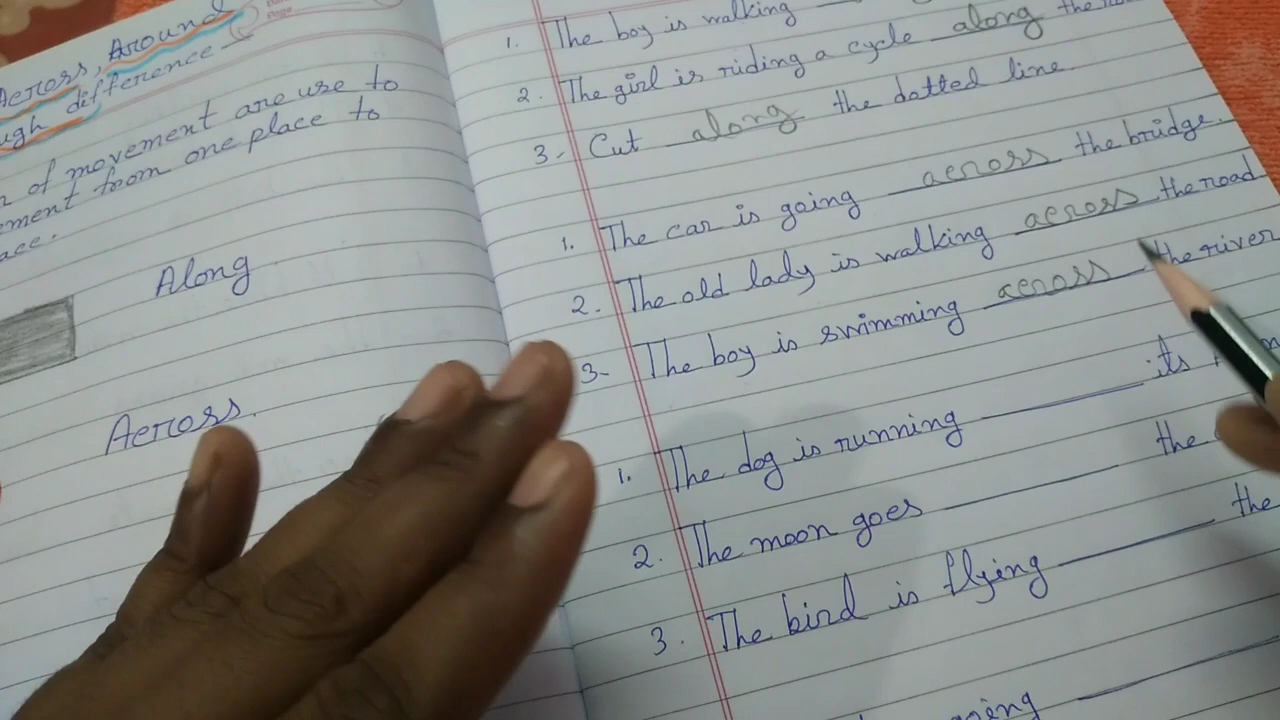 Across, Around
difference
of movement are use to
from one place to
Along
Across.
1. The boy is walking
2. The girl is riding a cycle along the
3. Cut along the dotted line
1. The car is going across the bridge.
2. The old lady is walking across the road
3- The boy is swimming across the river
1. The dog is running its
2. The moon goes the
3. The bird is flying the